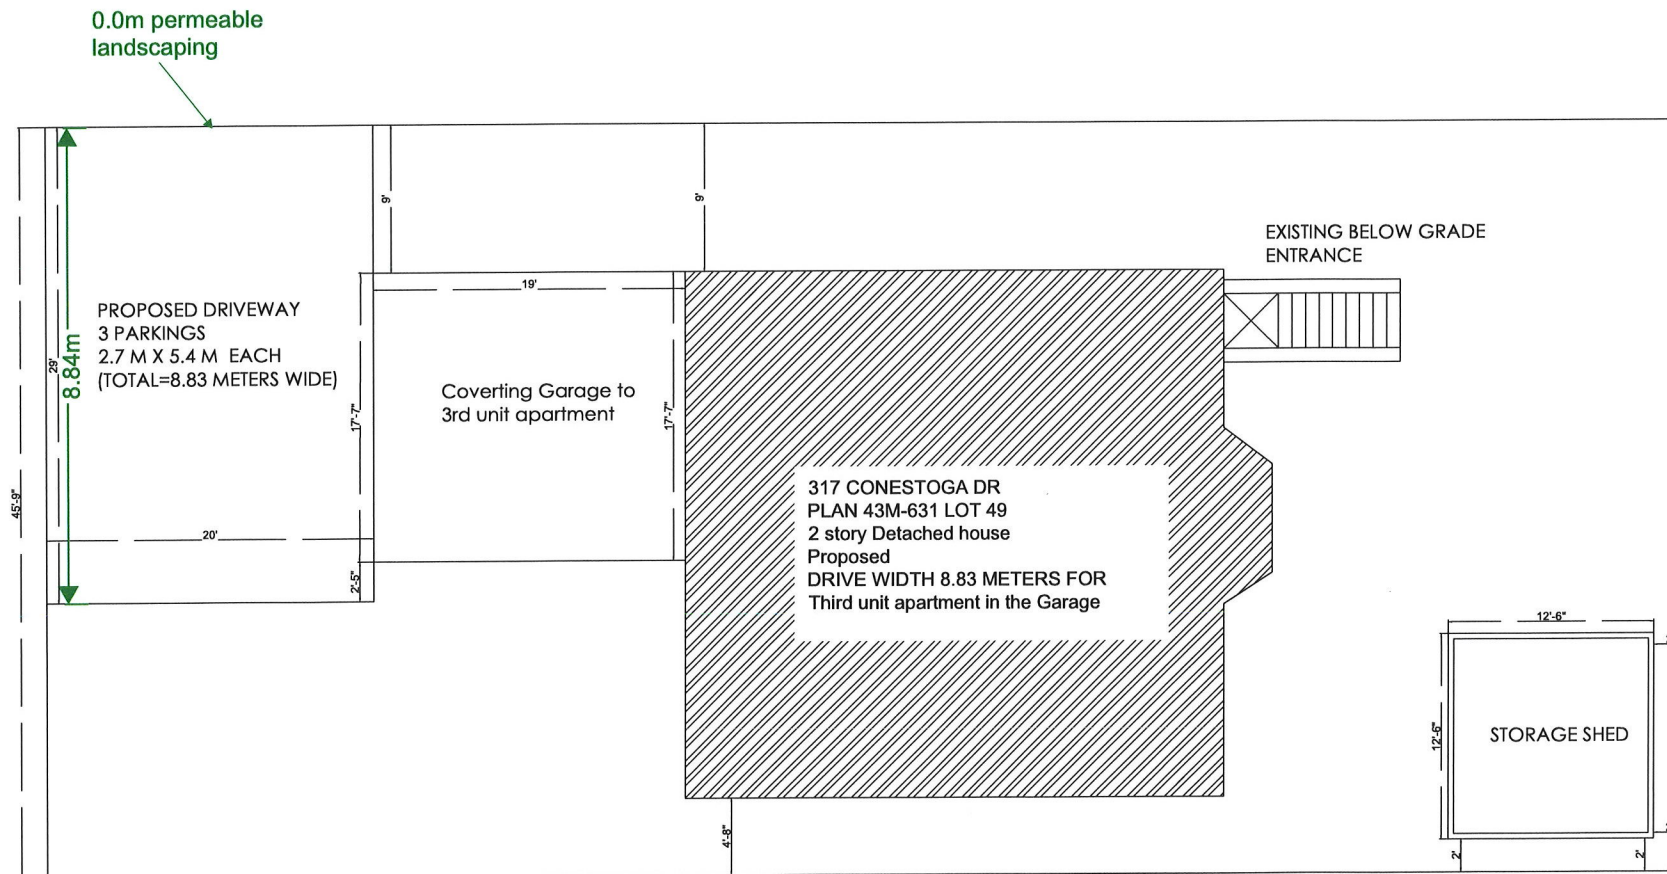 0.0m permeable
landscaping
9'
9'
EXISTING BELOW GRADE
ENTRANCE
19'
PROPOSED DRIVEWAY
3 PARKINGS
2.7 M X 5.4 M EACH
(TOTAL=8.83 METERS WIDE)
29'
8.84m
Coverting Garage to
3rd unit apartment
17'-7"
17'-7"
45'-9"
317 CONESTOGA DR
PLAN 43M-631 LOT 49
2 story Detached house
Proposed
DRIVE WIDTH 8.83 METERS FOR
Third unit apartment in the Garage
20'
2'-5"
12'-6"
12'-6"
STORAGE SHED
4'-8"
2'
2'